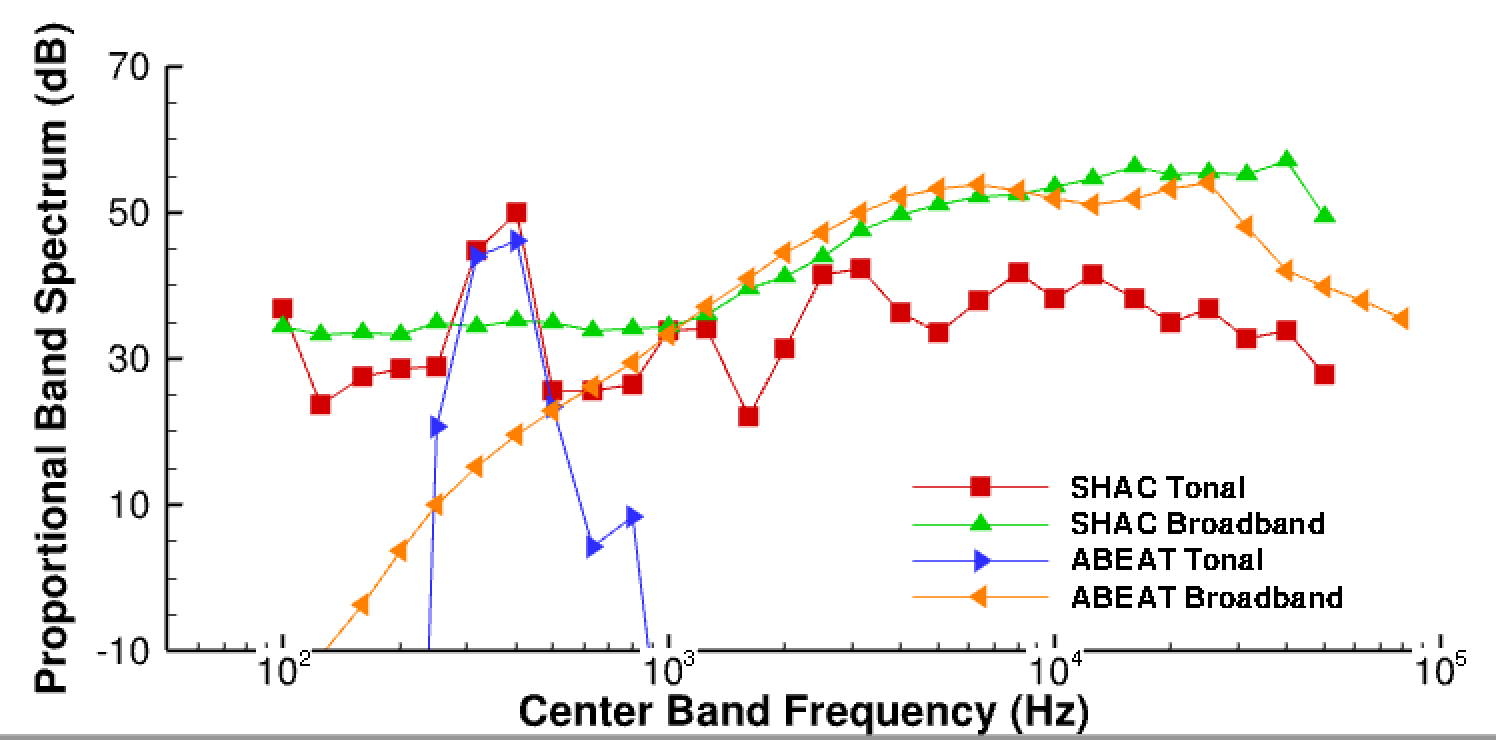 Proportional Band Spectrum (dB)
70
50
30
10
-10
10²
10³
10⁴
10⁵
Center Band Frequency (Hz)
SHAC Tonal
SHAC Broadband
ABEAT Tonal
ABEAT Broadband